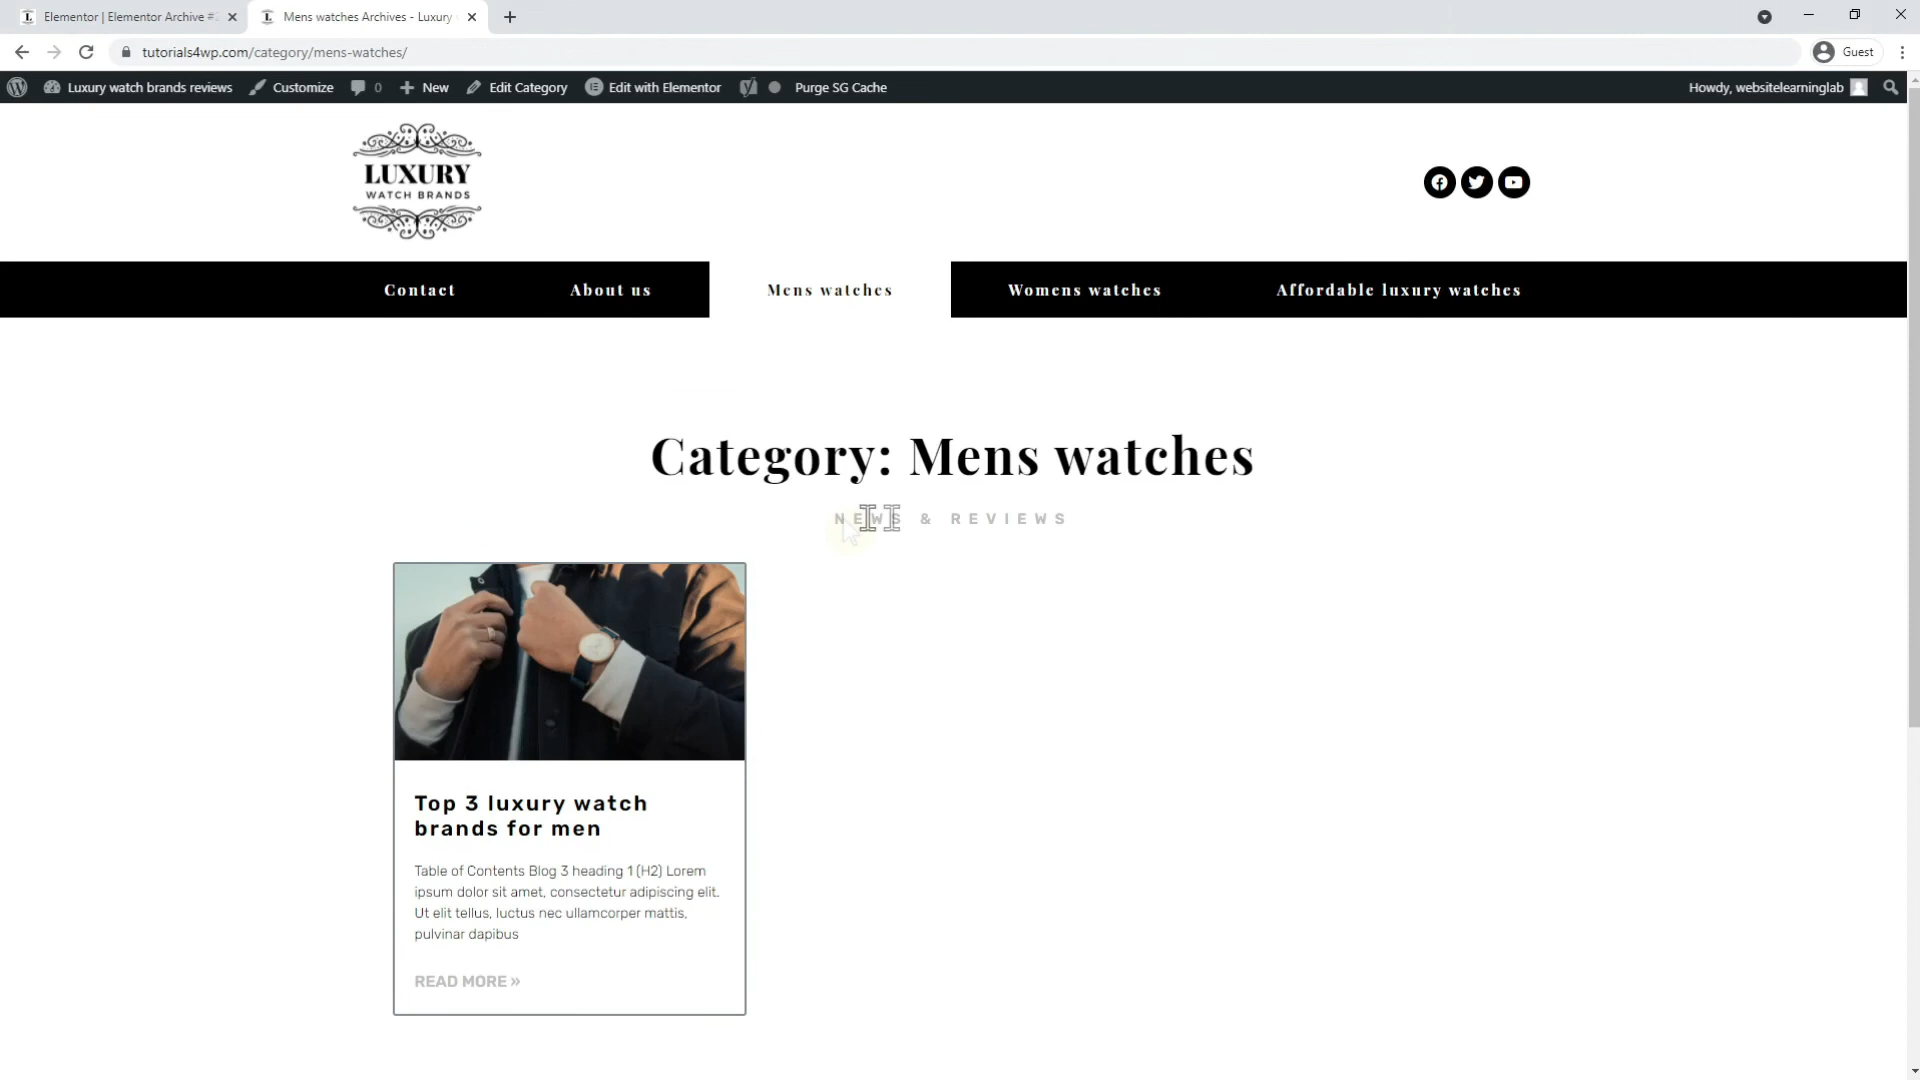 Elementor | Elementor Archive #
Mens watches Archives - Luxury
tutorials4wp.com/category/mens-watches/
Guest
Luxury watch brands reviews
Customize
0
New
Edit Category
Edit with Elementor
Purge SG Cache
Howdy, websitelearninglab
LUXURY
WATCH BRANDS
Contact
About us
Mens watches
Womens watches
Affordable luxury watches
Category: Mens watches
NEWS & REVIEWS
Top 3 luxury watch
brands for men
Table of Contents Blog 3 heading 1 (H2) Lorem
ipsum dolor sit amet, consectetur adipiscing elit.
Ut elit tellus, luctus nec ullamcorper mattis,
pulvinar dapibus
READ MORE »